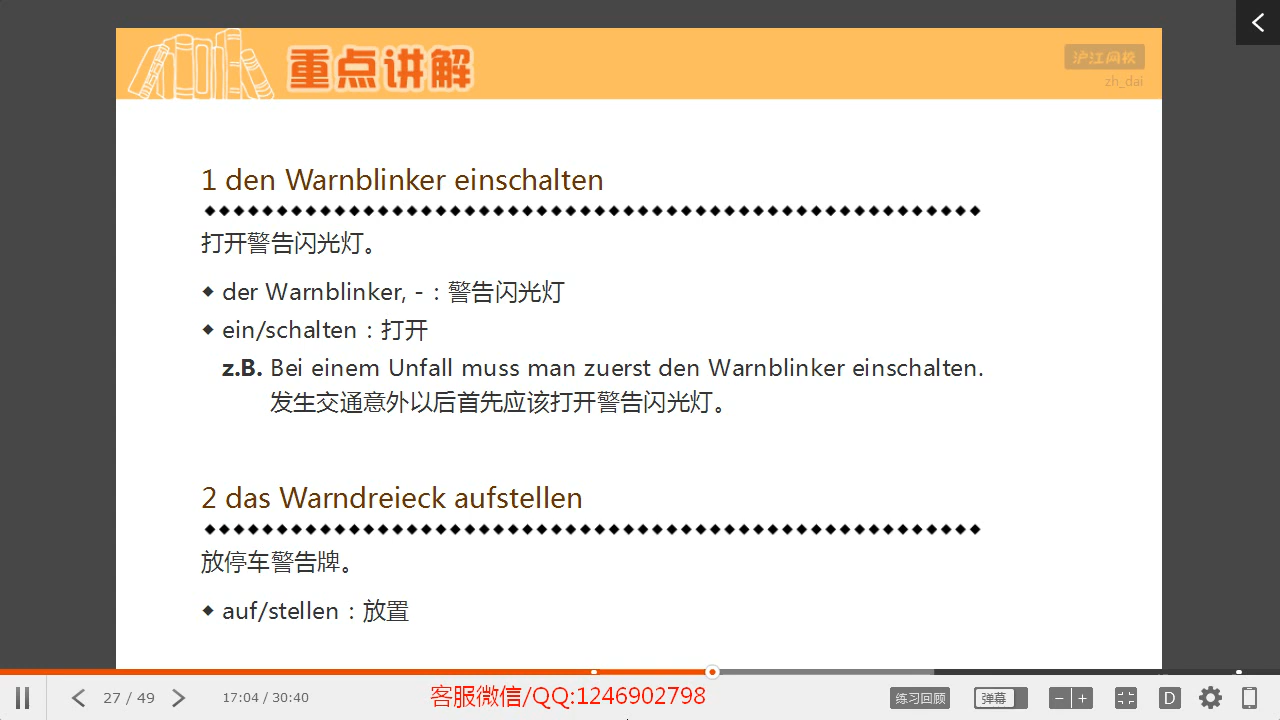 重点讲解
沪江网校
zh_dai
1 den Warnblinker einschalten
打开警告闪光灯。
der Warnblinker, -：警告闪光灯
ein/schalten：打开
z.B. Bei einem Unfall muss man zuerst den Warnblinker einschalten.
发生交通意外以后首先应该打开警告闪光灯。
2 das Warndreieck aufstellen
放停车警告牌。
auf/stellen：放置
27 / 49
17:04 / 30:40
客服微信/QQ:1246902798
练习回顾
弹幕
D